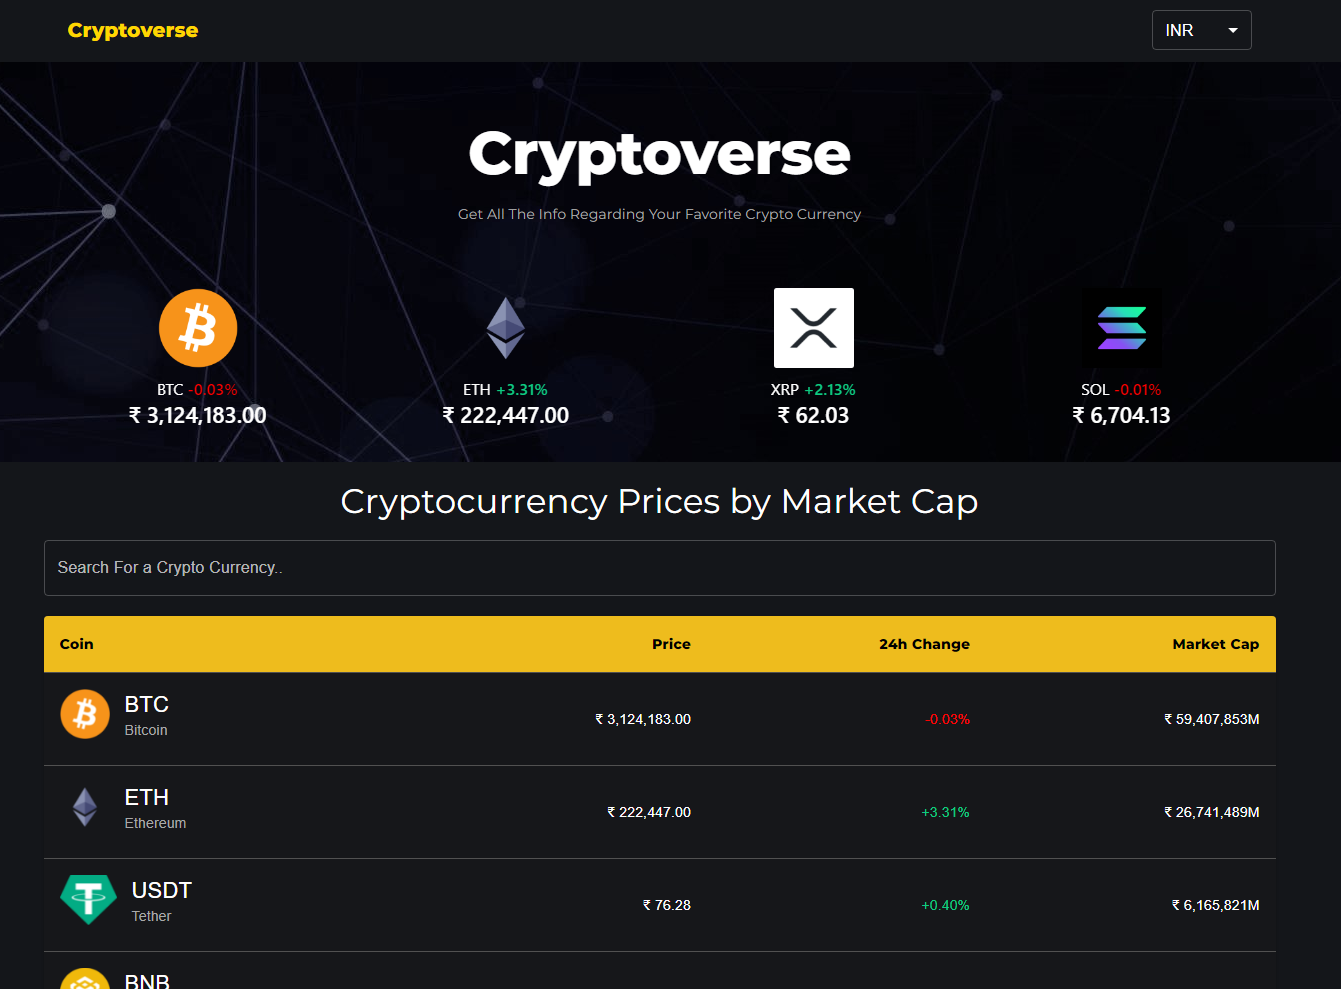 Cryptoverse
INR
Cryptoverse
Get All The Info Regarding Your Favorite Crypto Currency
BTC -0.03%
₹ 3,124,183.00
ETH +3.31%
₹ 222,447.00
XRP +2.13%
₹ 62.03
SOL -0.01%
₹ 6,704.13
Cryptocurrency Prices by Market Cap
Search For a Crypto Currency..
Coin Price 24h Change Market Cap
BTC
Bitcoin
₹ 3,124,183.00 -0.03% ₹ 59,407,853M
ETH
Ethereum
₹ 222,447.00 +3.31% ₹ 26,741,489M
USDT
Tether
₹ 76.28 +0.40% ₹ 6,165,821M
BNB